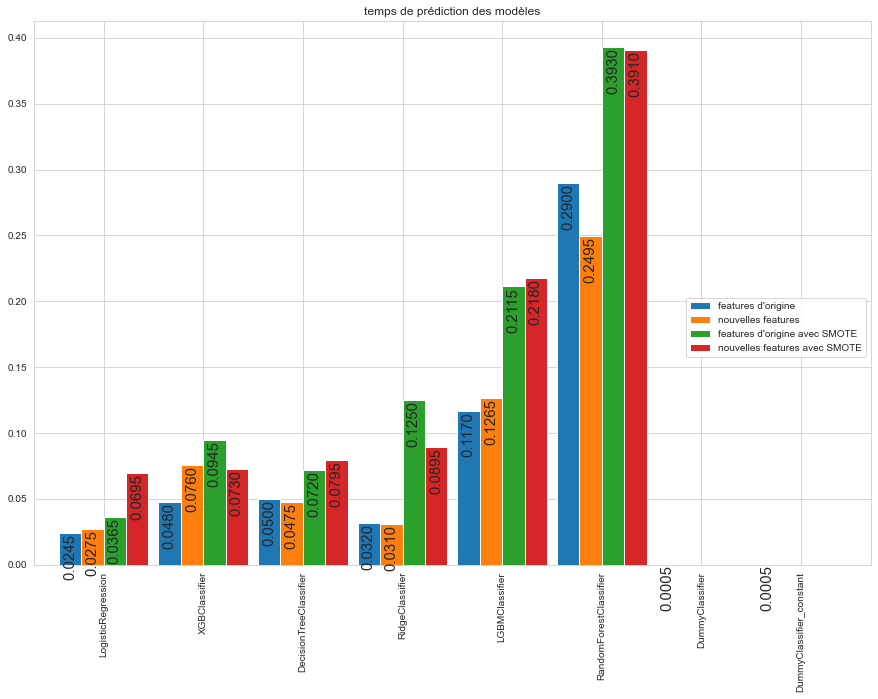 temps de prédiction des modèles
0.40
0.35
0.30
0.25
0.20
0.15
0.10
0.05
0.00
0.0245
0.0275
0.0365
0.0695
0.0480
0.0760
0.0945
0.0730
0.0500
0.0475
0.0720
0.0795
0.0320
0.0310
0.1250
0.0895
0.1170
0.1265
0.2115
0.2180
0.2900
0.2495
0.3930
0.3910
0.0005
0.0005
features d'origine
nouvelles features
features d'origine avec SMOTE
nouvelles features avec SMOTE
LogisticRegression
XGBClassifier
DecisionTreeClassifier
RidgeClassifier
LGBMClassifier
RandomForestClassifier
DummyClassifier
DummyClassifier_constant